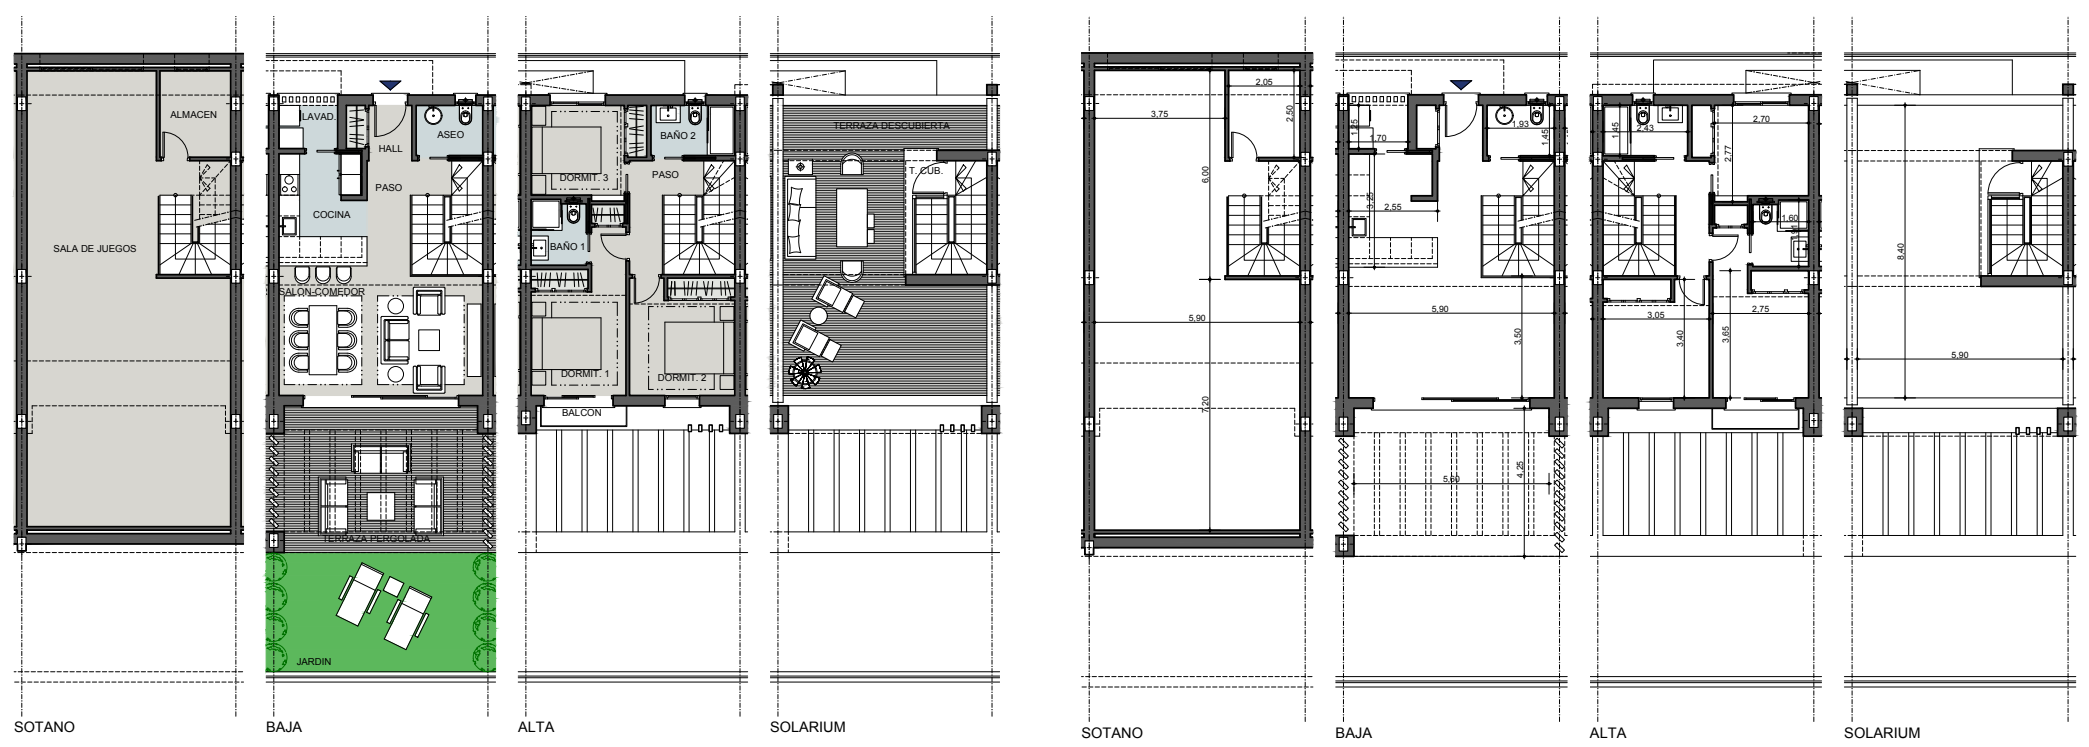 ALMACEN
SALA DE JUEGOS
SOTANO
LAVAD.
ASEO
HALL
PASO
COCINA
SALON-COMEDOR
TERRAZA PERGOLADA
JARDIN
BAJA
BAÑO 2
DORMIT. 3
PASO
BAÑO 1
DORMIT. 1
DORMIT. 2
BALCON
ALTA
TERRAZA DESCUBIERTA
T. CUB.
SOLARIUM
2,05
3,75
2,50
6,00
5,90
7,20
SOTANO
1,25
1,70
1,93
1,45
3,25
2,55
5,90
3,50
5,60
4,25
BAJA
1,45
2,43
2,70
2,77
1,60
1,91
3,05
3,40
3,65
2,75
ALTA
8,40
5,90
SOLARIUM